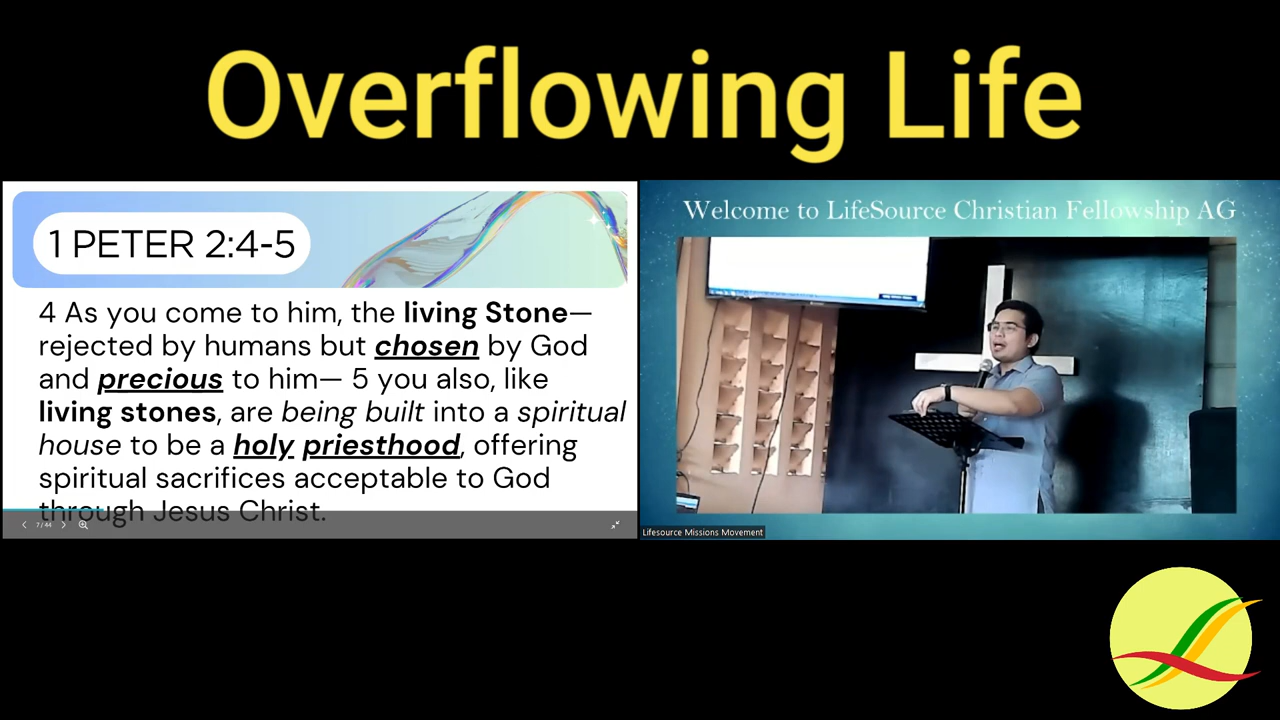 Overflowing Life
1 PETER 2:4-5
4 As you come to him, the living Stone—
rejected by humans but chosen by God
and precious to him— 5 you also, like
living stones, are being built into a spiritual
house to be a holy priesthood, offering
spiritual sacrifices acceptable to God
through Jesus Christ.
7 / 44
Welcome to LifeSource Christian Fellowship AG
Lifesource Missions Movement